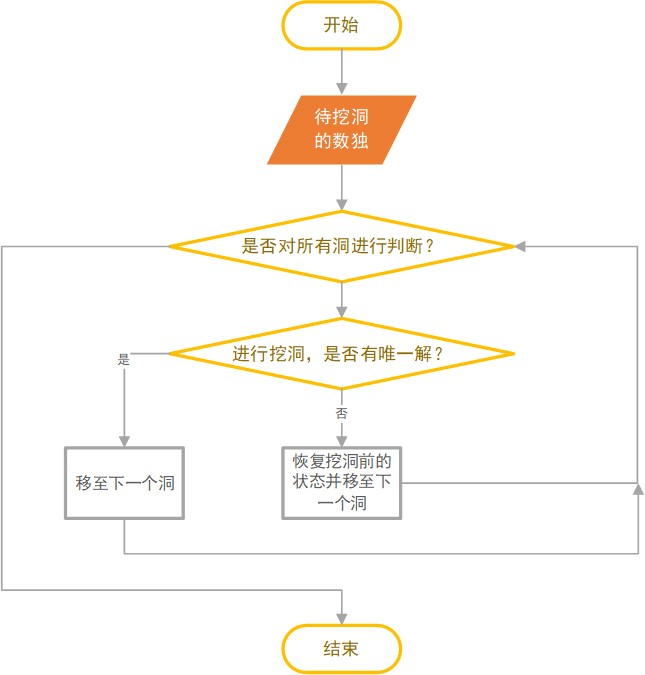 开始
待挖洞
的数独
是否对所有洞进行判断？
进行挖洞，是否有唯一解？
是
否
移至下一个洞
恢复挖洞前的
状态并移至下
一个洞
结束